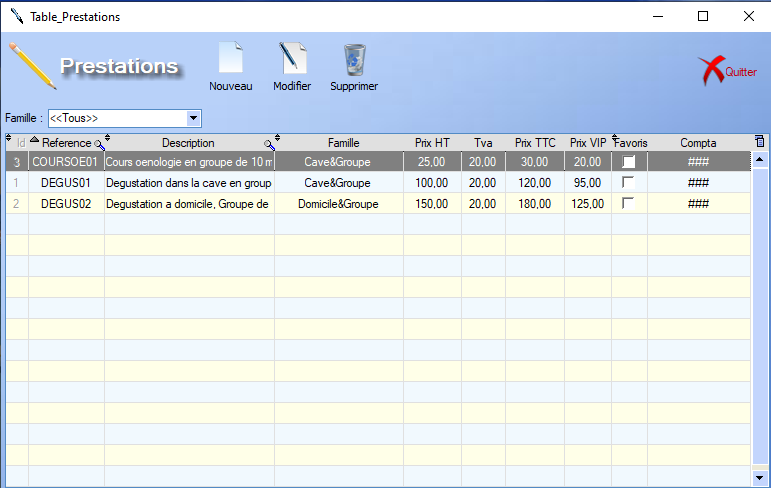 Table_Prestations
Prestations
Nouveau Modifier Supprimer Quitter
Famille : <<Tous>>
Id Reference Description Famille Prix HT Tva Prix TTC Prix VIP Favoris Compta
3 COURSOE01 Cours oenologie en groupe de 10 m Cave&Groupe 25,00 20,00 30,00 20,00 ###
1 DEGUS01 Degustation dans la cave en group Cave&Groupe 100,00 20,00 120,00 95,00 ###
2 DEGUS02 Degustation a domicile, Groupe de Domicile&Groupe 150,00 20,00 180,00 125,00 ###